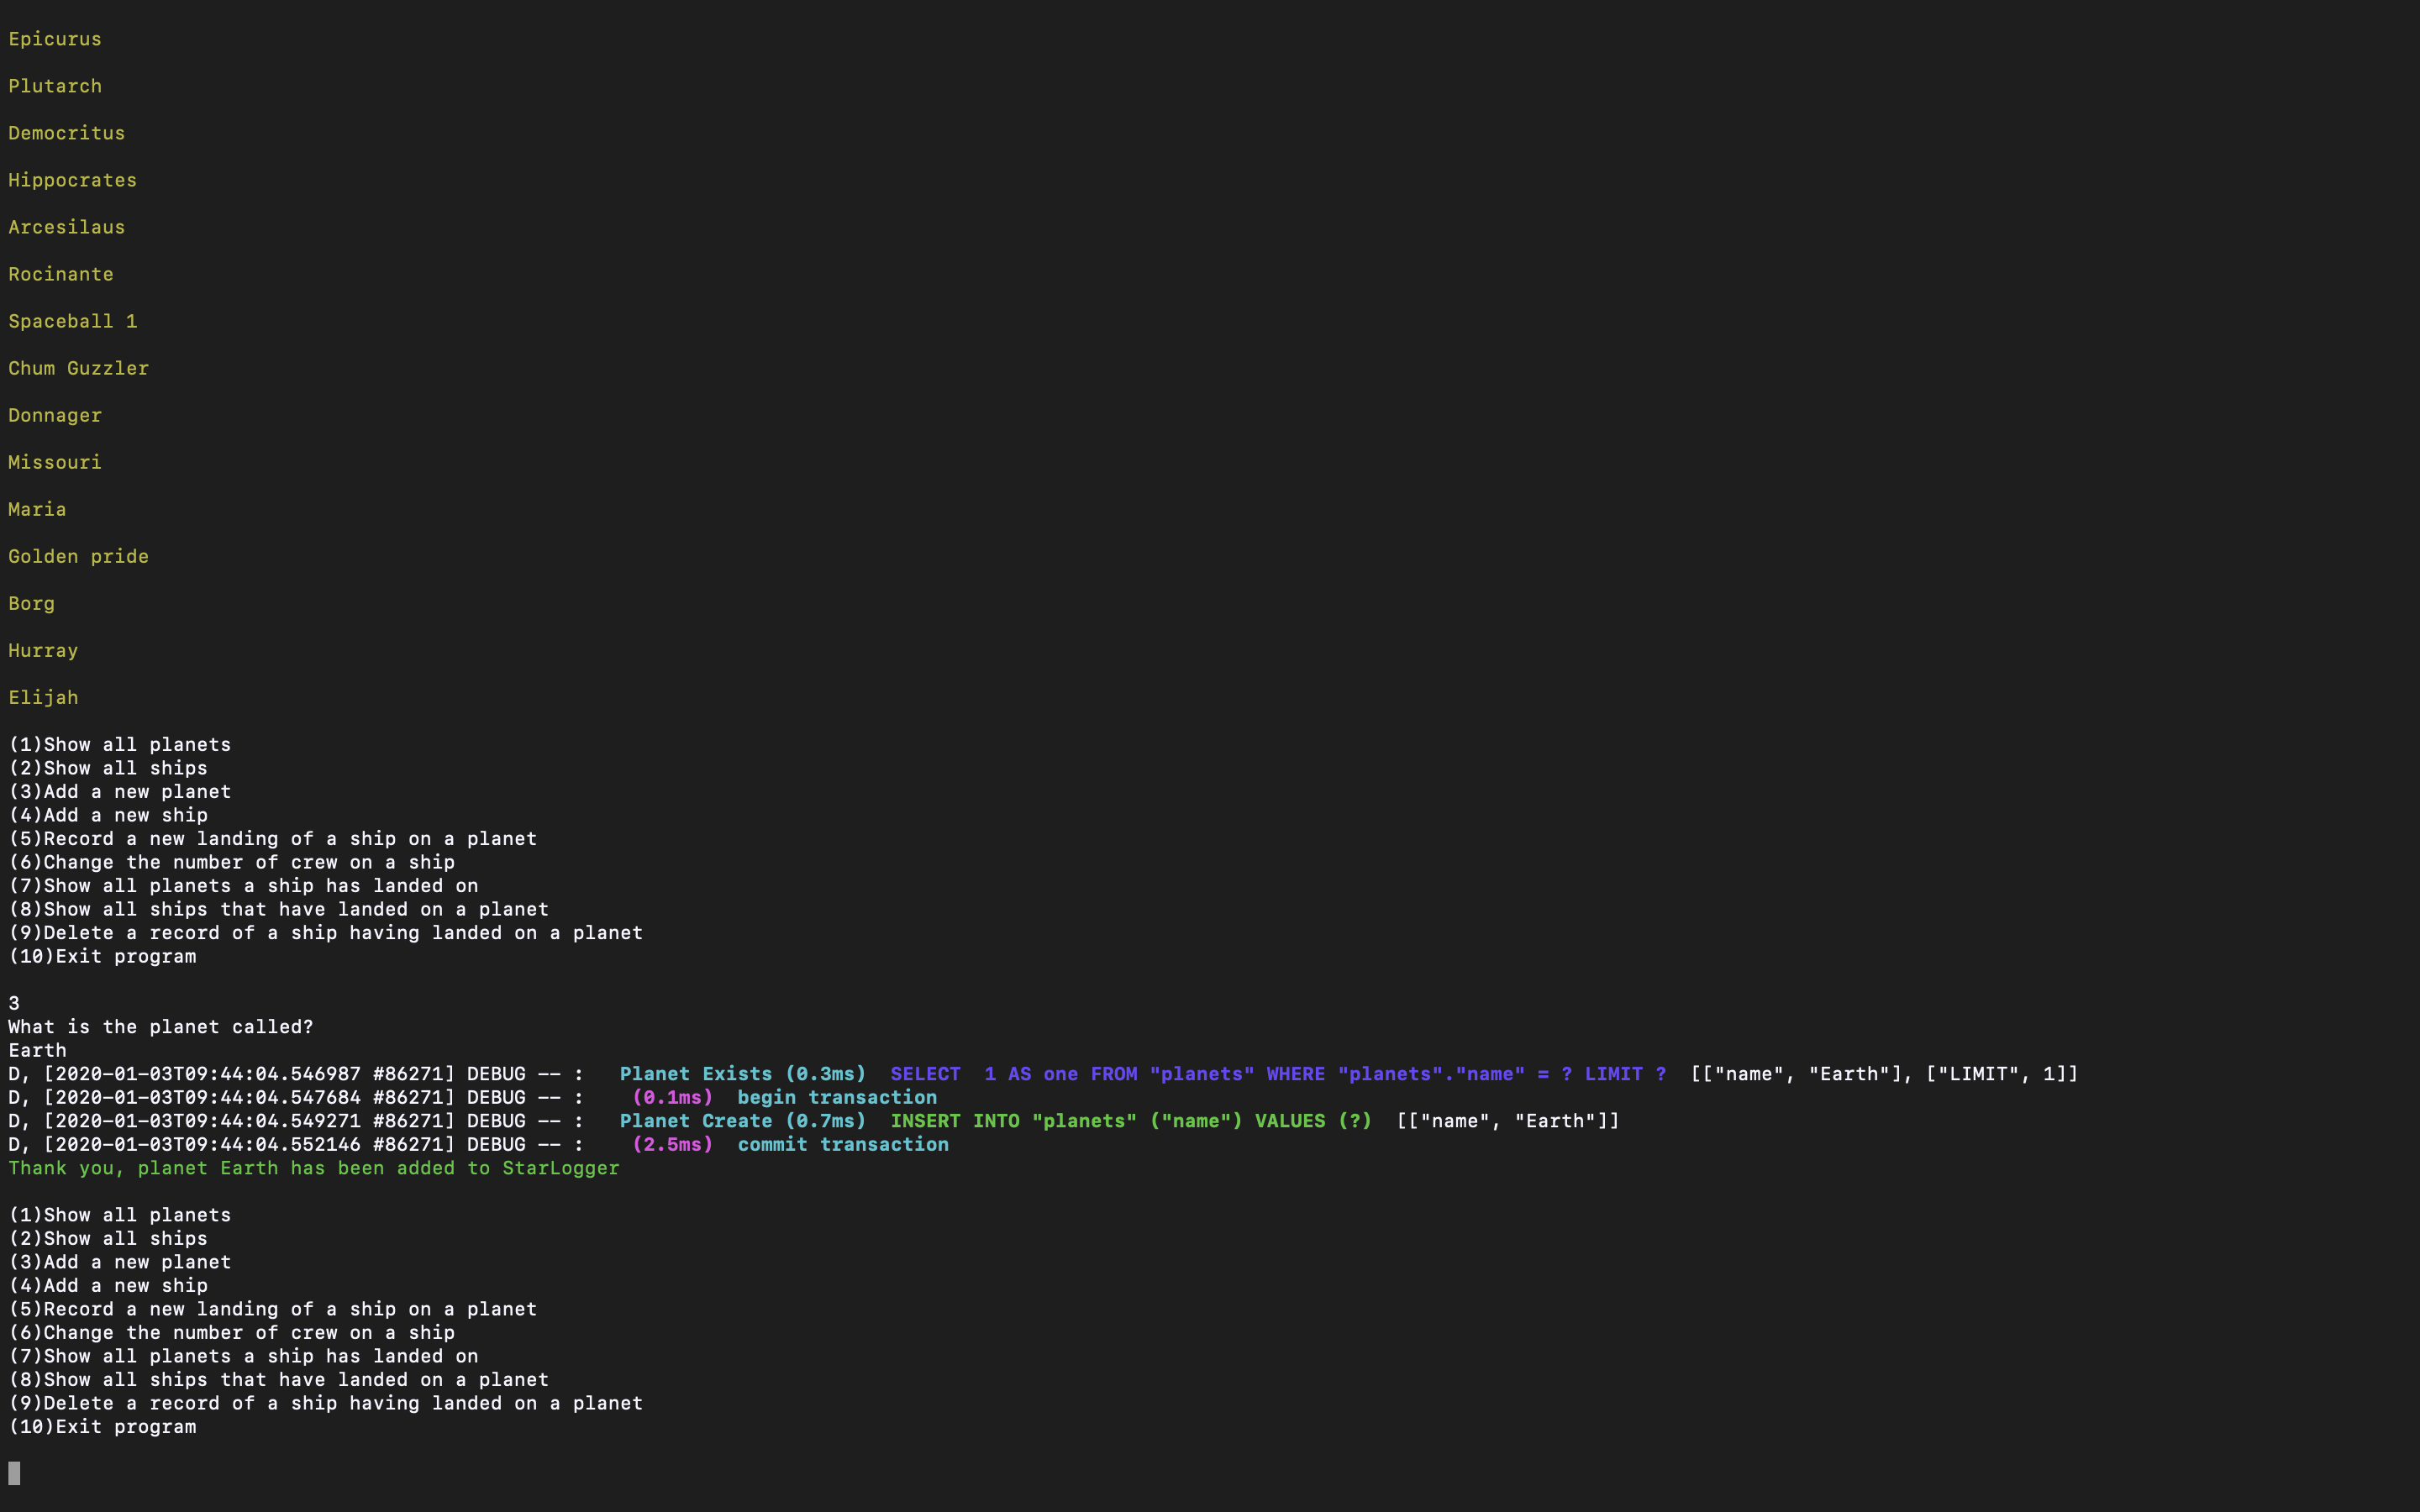 Epicurus
Plutarch
Democritus
Hippocrates
Arcesilaus
Rocinante
Spaceball 1
Chum Guzzler
Donnager
Missouri
Maria
Golden pride
Borg
Hurray
Elijah
(1)Show all planets
(2)Show all ships
(3)Add a new planet
(4)Add a new ship
(5)Record a new landing of a ship on a planet
(6)Change the number of crew on a ship
(7)Show all planets a ship has landed on
(8)Show all ships that have landed on a planet
(9)Delete a record of a ship having landed on a planet
(10)Exit program
3
What is the planet called?
Earth
D, [2020-01-03T09:44:04.546987 #86271] DEBUG -- :   Planet Exists (0.3ms)  SELECT  1 AS one FROM "planets" WHERE "planets"."name" = ? LIMIT ?  [["name", "Earth"], ["LIMIT", 1]]
D, [2020-01-03T09:44:04.547684 #86271] DEBUG -- :    (0.1ms)  begin transaction
D, [2020-01-03T09:44:04.549271 #86271] DEBUG -- :   Planet Create (0.7ms)  INSERT INTO "planets" ("name") VALUES (?)  [["name", "Earth"]]
D, [2020-01-03T09:44:04.552146 #86271] DEBUG -- :    (2.5ms)  commit transaction
Thank you, planet Earth has been added to StarLogger
(1)Show all planets
(2)Show all ships
(3)Add a new planet
(4)Add a new ship
(5)Record a new landing of a ship on a planet
(6)Change the number of crew on a ship
(7)Show all planets a ship has landed on
(8)Show all ships that have landed on a planet
(9)Delete a record of a ship having landed on a planet
(10)Exit program